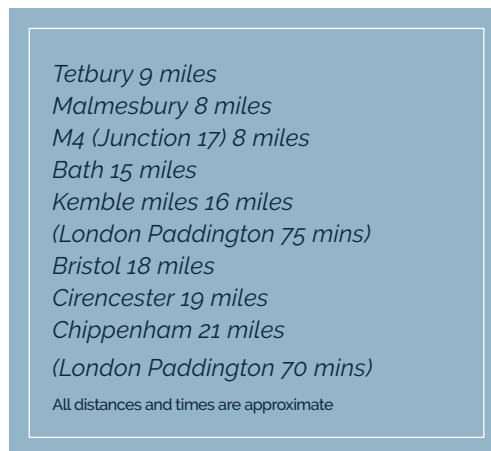 Tetbury 9 miles
Malmesbury 8 miles
M4 (Junction 17) 8 miles
Bath 15 miles
Kemble miles 16 miles
(London Paddington 75 mins)
Bristol 18 miles
Cirencester 19 miles
Chippenham 21 miles
(London Paddington 70 mins)
All distances and times are approximate